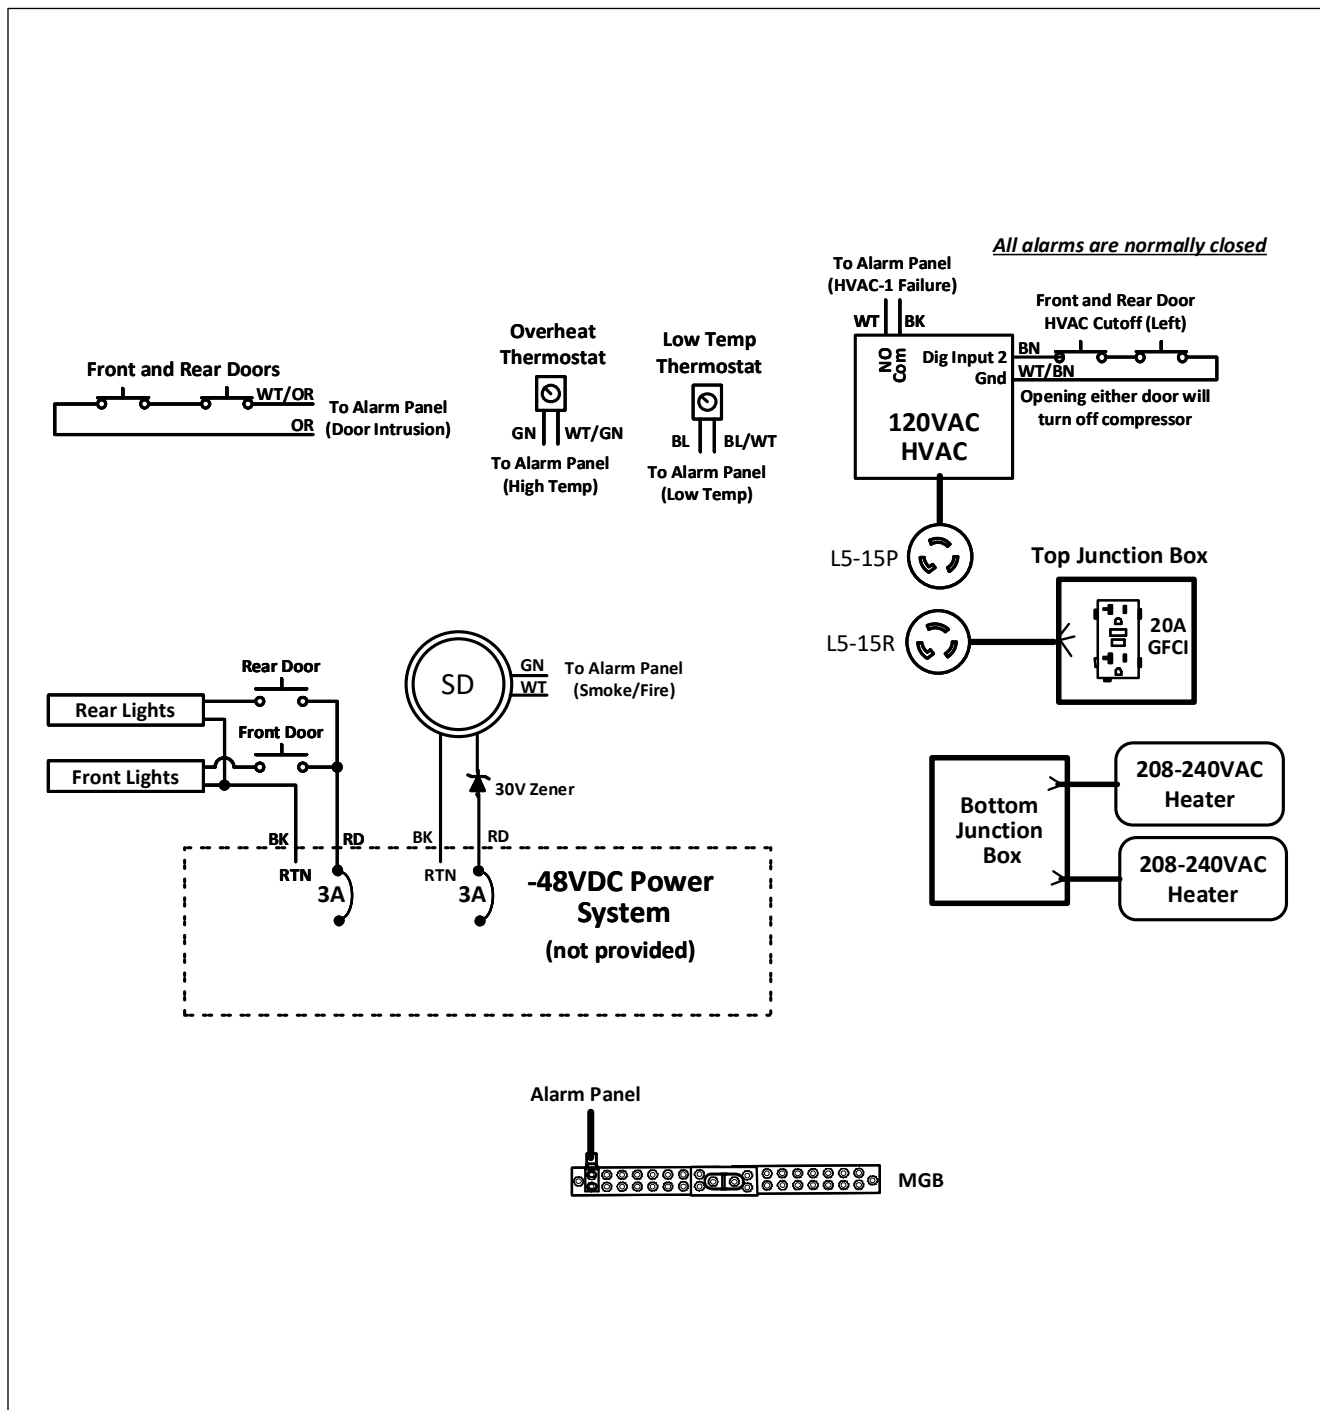 All alarms are normally closed
To Alarm Panel
(HVAC-1 Failure)
WT
BK
Front and Rear Door
HVAC Cutoff (Left)
NO
Com
Dig Input 2
Gnd
BN
WT/BN
120VAC
HVAC
Opening either door will
turn off compressor
Overheat
Thermostat
GN
WT/GN
To Alarm Panel
(High Temp)
Low Temp
Thermostat
BL
BL/WT
To Alarm Panel
(Low Temp)
Front and Rear Doors
WT/OR
OR
To Alarm Panel
(Door Intrusion)
L5-15P
L5-15R
Top Junction Box
20A
GFCI
Rear Door
Rear Lights
Front Door
Front Lights
SD
GN
WT
To Alarm Panel
(Smoke/Fire)
30V Zener
BK
RD
BK
RD
RTN
3A
RTN
3A
-48VDC Power
System
(not provided)
Bottom
Junction
Box
208-240VAC
Heater
208-240VAC
Heater
Alarm Panel
MGB